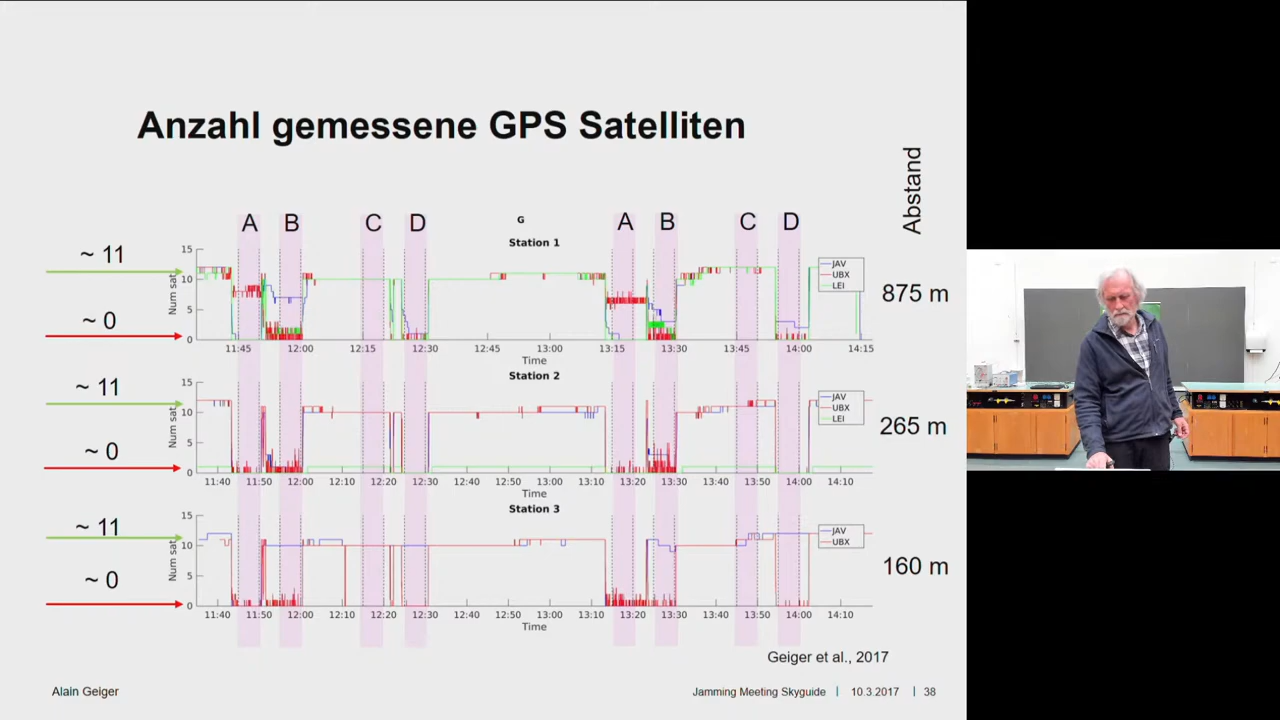 Anzahl gemessene GPS Satelliten
Abstand
A B C D G A B C D
Station 1
~ 11
~ 0
Num sat
15
10
5
0
JAV
UBX
LEI
875 m
11:45 12:00 12:15 12:30 12:45 13:00 13:15 13:30 13:45 14:00 14:15
Time
Station 2
~ 11
~ 0
Num sat
15
10
5
0
JAV
UBX
LEI
265 m
11:40 11:50 12:00 12:10 12:20 12:30 12:40 12:50 13:00 13:10 13:20 13:30 13:40 13:50 14:00 14:10
Time
Station 3
~ 11
~ 0
Num sat
15
10
5
0
JAV
UBX
160 m
11:40 11:50 12:00 12:10 12:20 12:30 12:40 12:50 13:00 13:10 13:20 13:30 13:40 13:50 14:00 14:10
Time
Geiger et al., 2017
Alain Geiger
Jamming Meeting Skyguide | 10.3.2017 | 38